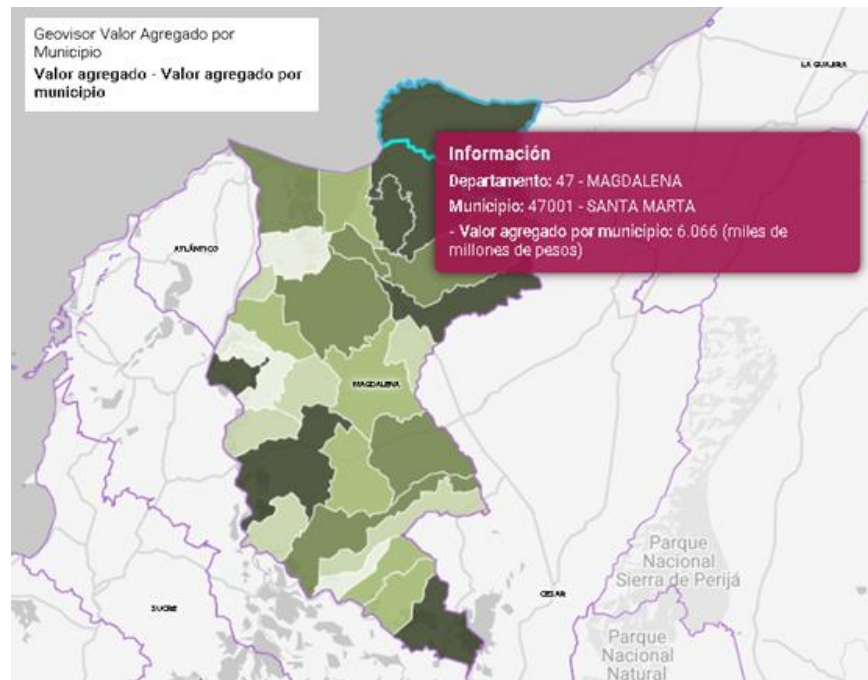 Geovisor Valor Agregado por
Municipio
Valor agregado - Valor agregado por
municipio
LA GUAJIRA
Información
Departamento: 47 - MAGDALENA
Municipio: 47001 - SANTA MARTA
- Valor agregado por municipio: 6.066 (miles de
millones de pesos)
ATLÁNTICO
MAGDALENA
Parque
Nacional
Sierra de Perijá
CESAR
SUCRE
Parque
Nacional
Natural